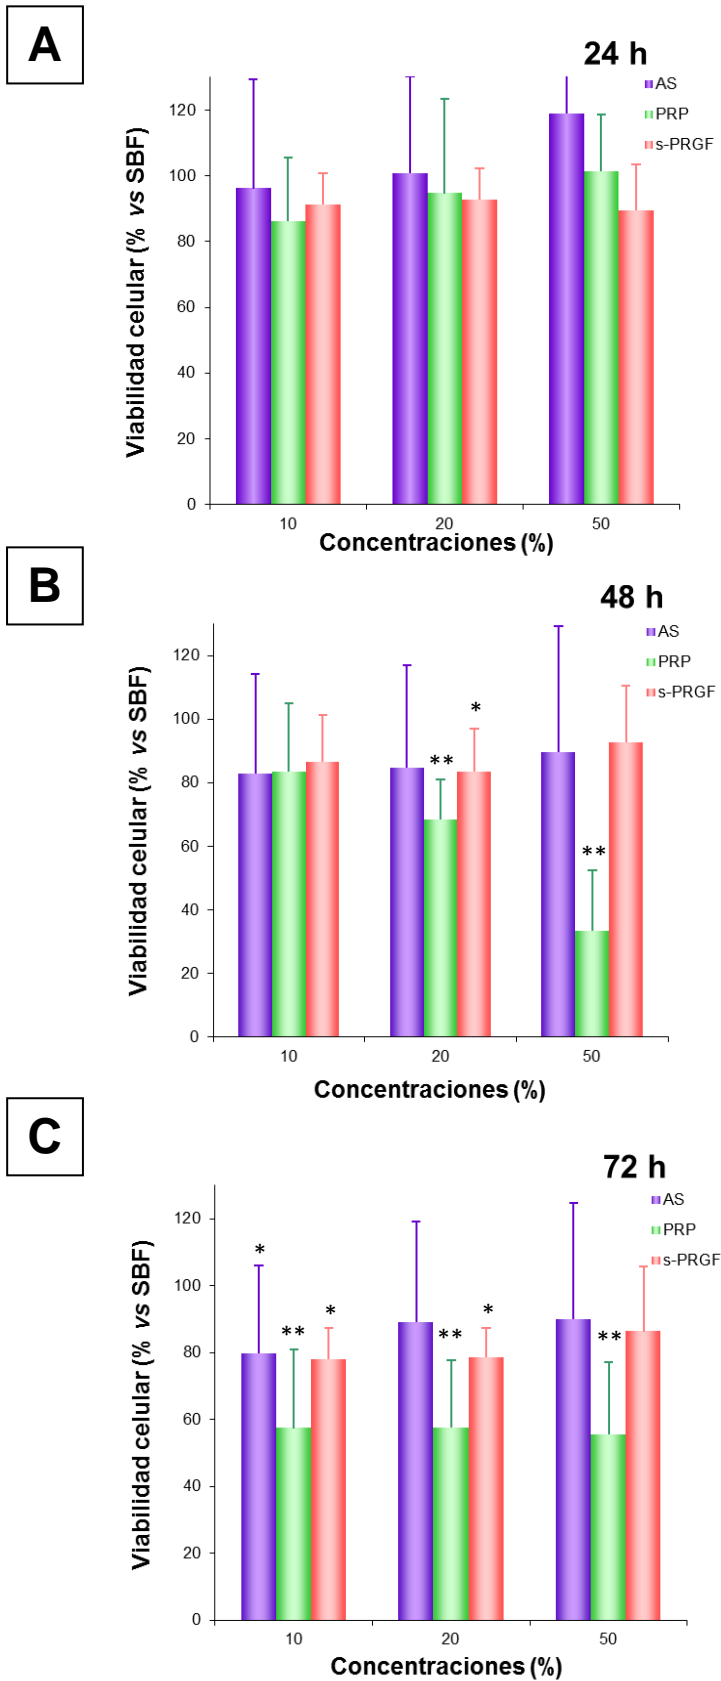 A
24 h
AS
PRP
s-PRGF
Viabilidad celular (% vs SBF)
120
100
80
60
40
20
0
10 20 50
Concentraciones (%)
B
48 h
AS
PRP
s-PRGF
Viabilidad celular (% vs SBF)
120
100
80
60
40
20
0
*
**
**
10 20 50
Concentraciones (%)
C
72 h
AS
PRP
s-PRGF
Viabilidad celular (% vs SBF)
120
100
80
60
40
20
0
*
** * ** * **
10 20 50
Concentraciones (%)